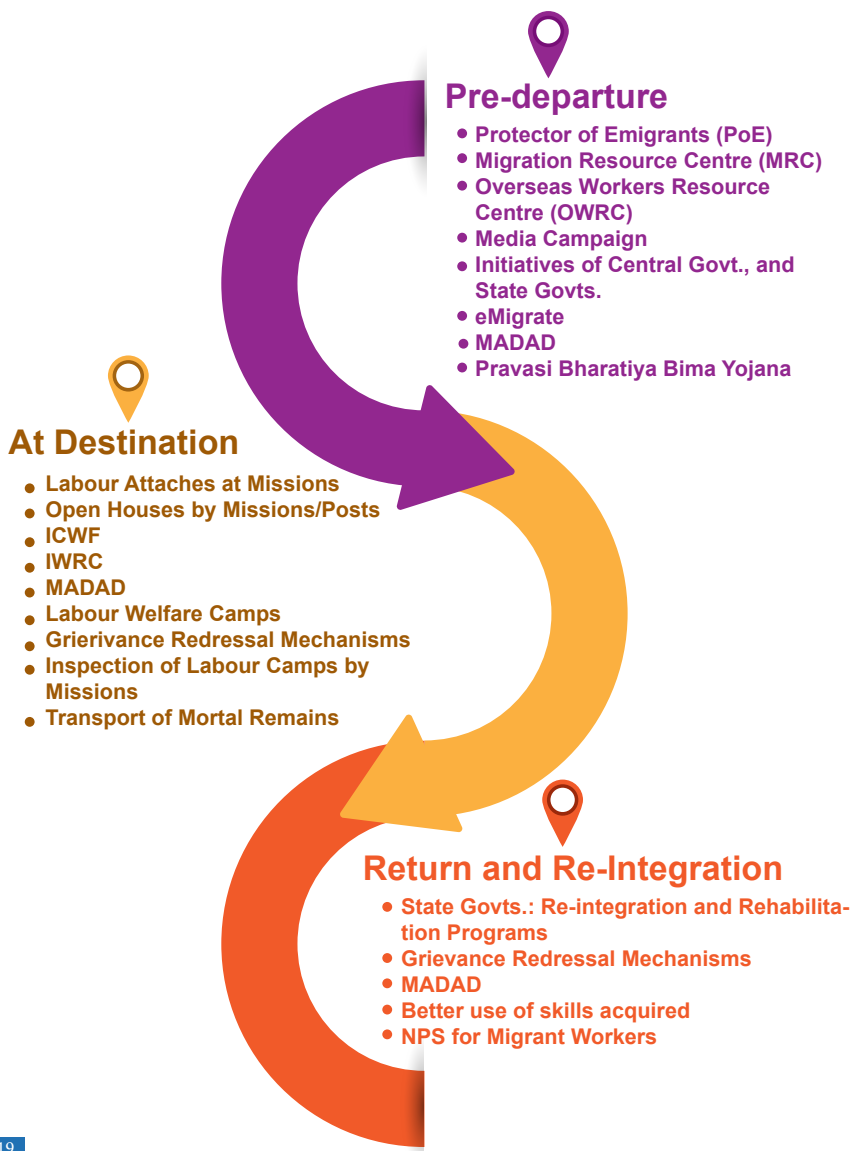 Pre-departure
Protector of Emigrants (PoE)
Migration Resource Centre (MRC)
Overseas Workers Resource
Centre (OWRC)
Media Campaign
Initiatives of Central Govt., and
State Govts.
eMigrate
MADAD
Pravasi Bharatiya Bima Yojana
At Destination
Labour Attaches at Missions
Open Houses by Missions/Posts
ICWF
IWRC
MADAD
Labour Welfare Camps
Grierivance Redressal Mechanisms
Inspection of Labour Camps by
Missions
Transport of Mortal Remains
Return and Re-Integration
State Govts.: Re-integration and Rehabilita-
tion Programs
Grievance Redressal Mechanisms
MADAD
Better use of skills acquired
NPS for Migrant Workers